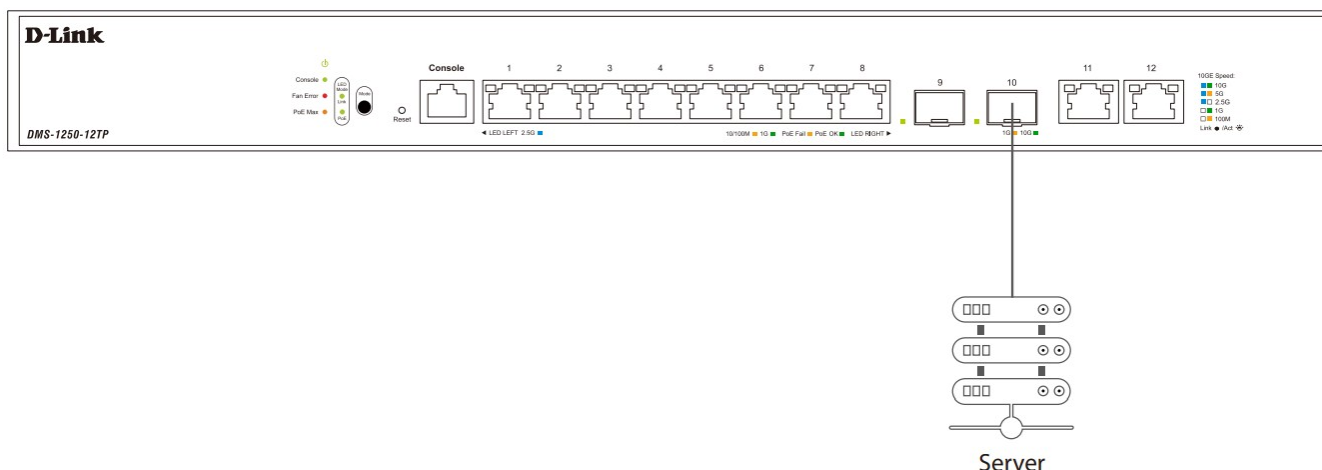 D-Link
Console
Fan Error
PoE Max
LED
Mode
Link
PoE
Mode
Reset
Console
1 2 3 4 5 6 7 8 9 10 11 12
◄ LED LEFT 2.5G
10/100M 1G PoE Fail PoE OK LED RIGHT ►
1G 10G
10GE Speed:
10G
5G
2.5G
1G
100M
Link ● /Act
DMS-1250-12TP
Server